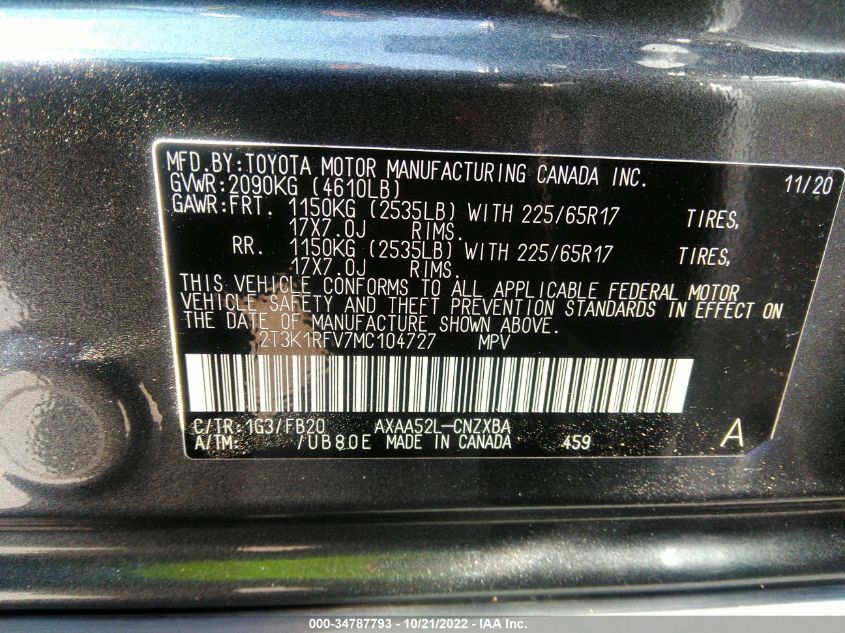 MFD.BY:TOYOTA MOTOR MANUFACTURING CANADA INC. 11/20
GVWR:2090KG (4610LB)
GAWR:FRT. 1150KG (2535LB) WITH 225/65R17 TIRES,
17X7.0J RIMS.
RR. 1150KG (2535LB) WITH 225/65R17 TIRES,
17X7.0J RIMS.
THIS VEHICLE CONFORMS TO ALL APPLICABLE FEDERAL MOTOR
VEHICLE SAFETY AND THEFT PREVENTION STANDARDS IN EFFECT ON
THE DATE OF MANUFACTURE SHOWN ABOVE.
2T3K1RFV7MC104727 MPV
C/TR:1G3/FB20 AXAA52L-CNZXBA
A/TM: /UB80E MADE IN CANADA 459 A
000-34787793 - 10/21/2022 - IAA Inc.